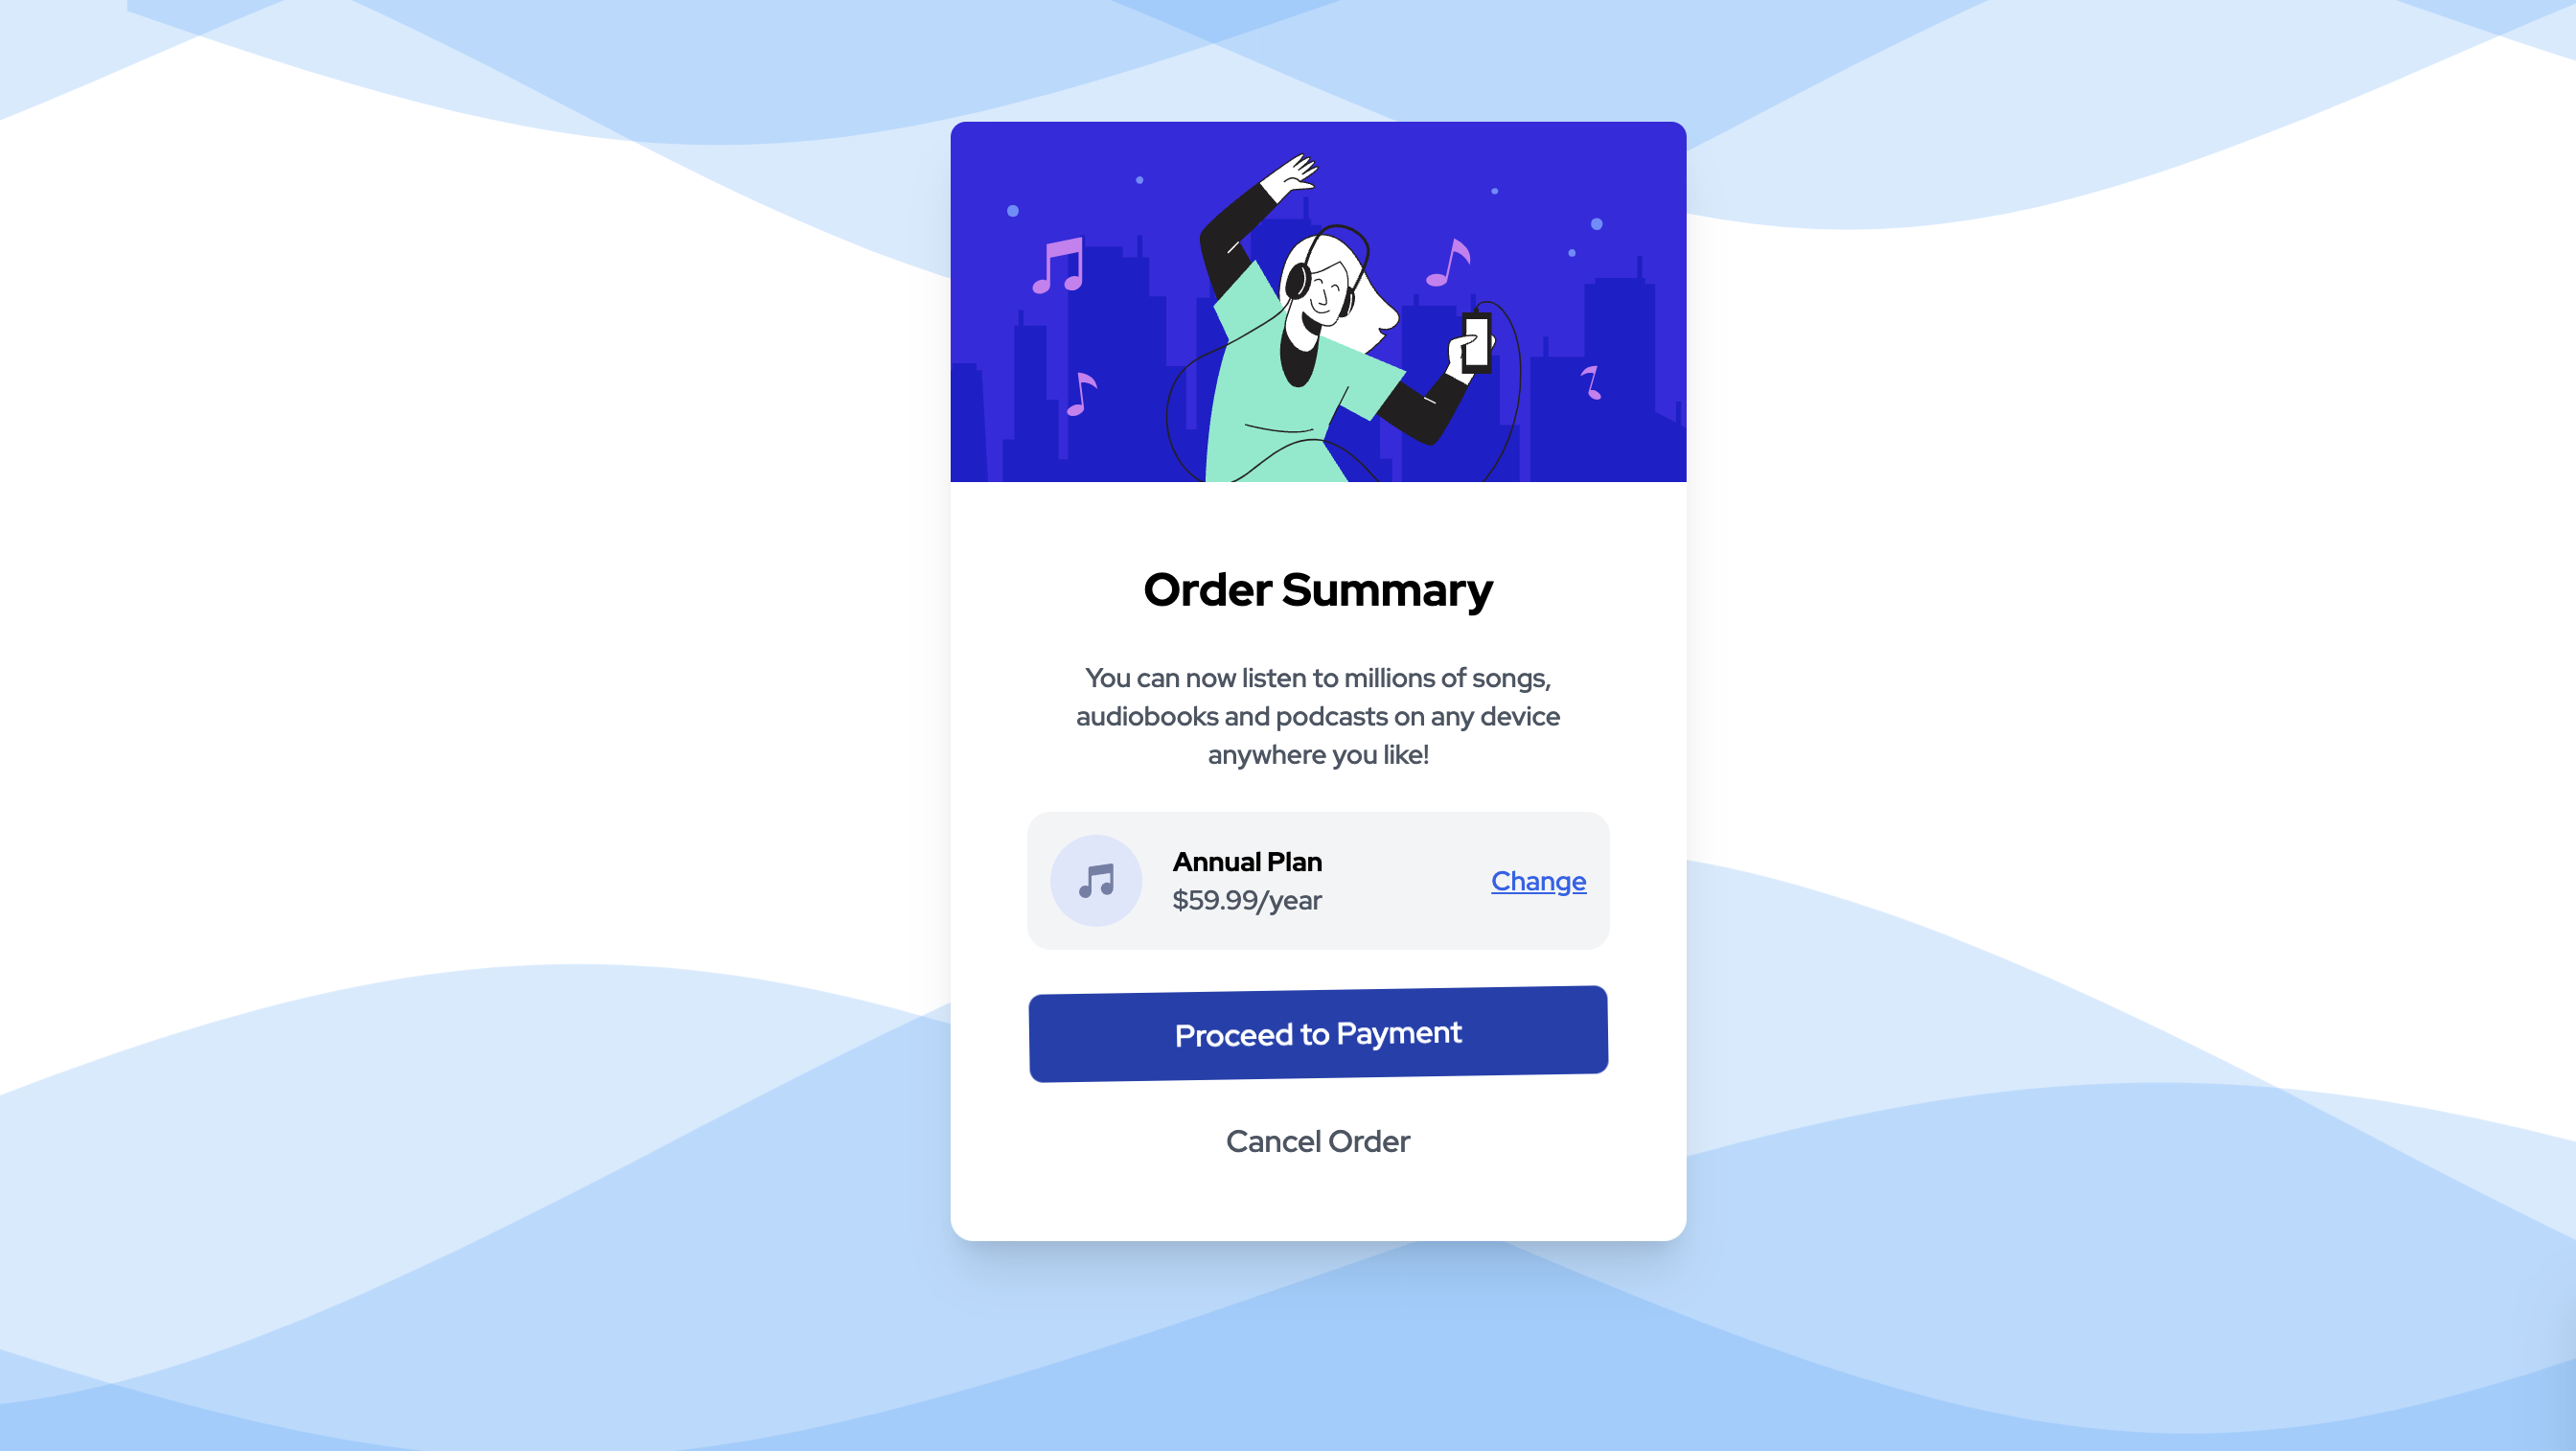 Order Summary
You can now listen to millions of songs,
audiobooks and podcasts on any device
anywhere you like!
Annual Plan
$59.99/year
Change
Proceed to Payment
Cancel Order